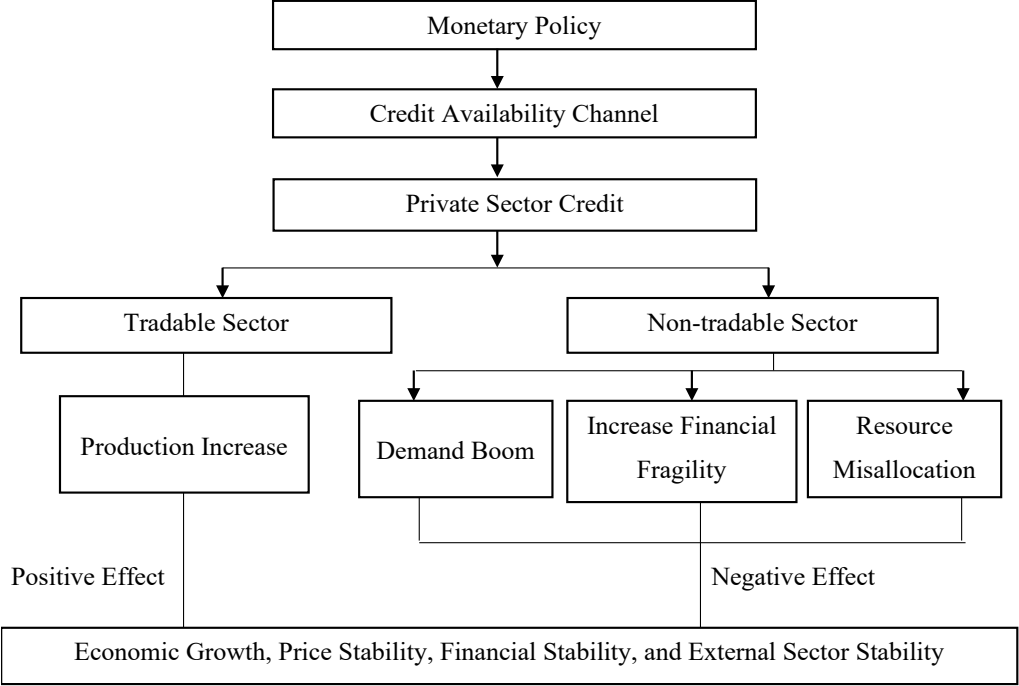 Monetary Policy
Credit Availability Channel
Private Sector Credit
Tradable Sector
Non-tradable Sector
Production Increase
Demand Boom
Increase Financial
Fragility
Resource
Misallocation
Positive Effect
Negative Effect
Economic Growth, Price Stability, Financial Stability, and External Sector Stability